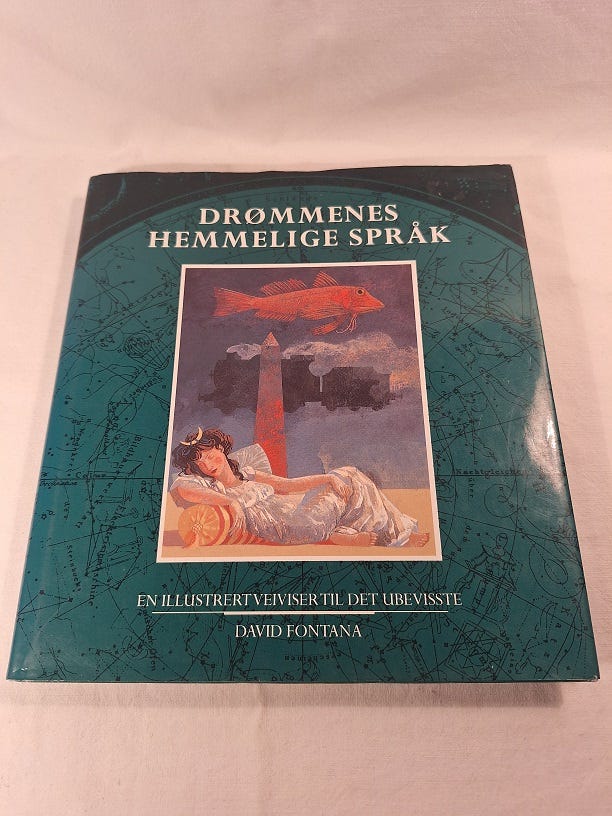 DRØMMENES
HEMMELIGE SPRÅK
EN ILLUSTRERT VEIVISER TIL DET UBEVISSTE
DAVID FONTANA